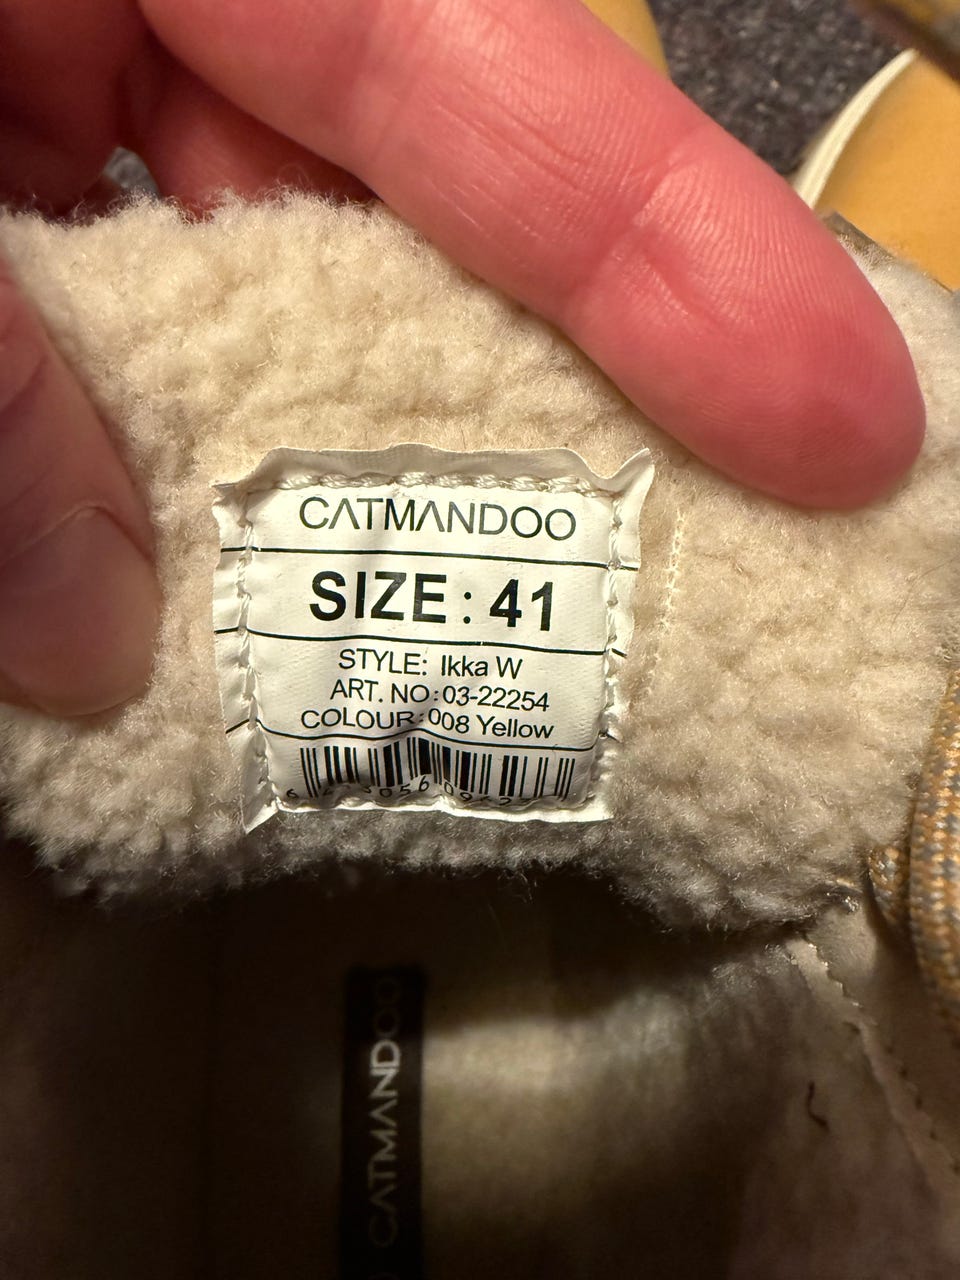 CATMANDOO
SIZE: 41
STYLE: Ikka W
ART. NO:03-22254
COLOUR:008 Yellow
CATMANDOO